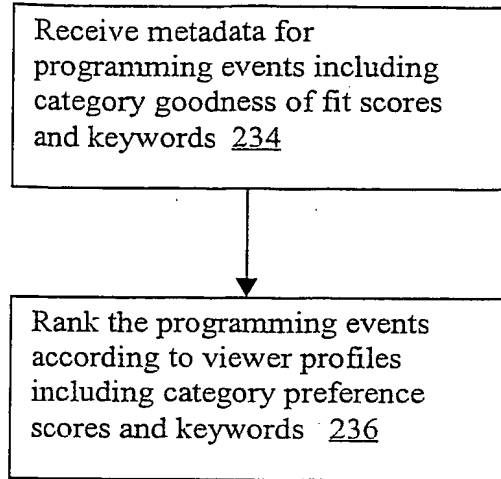 Receive metadata for
programming events including
category goodness of fit scores
and keywords 234
Rank the programming events
according to viewer profiles
including category preference
scores and keywords 236